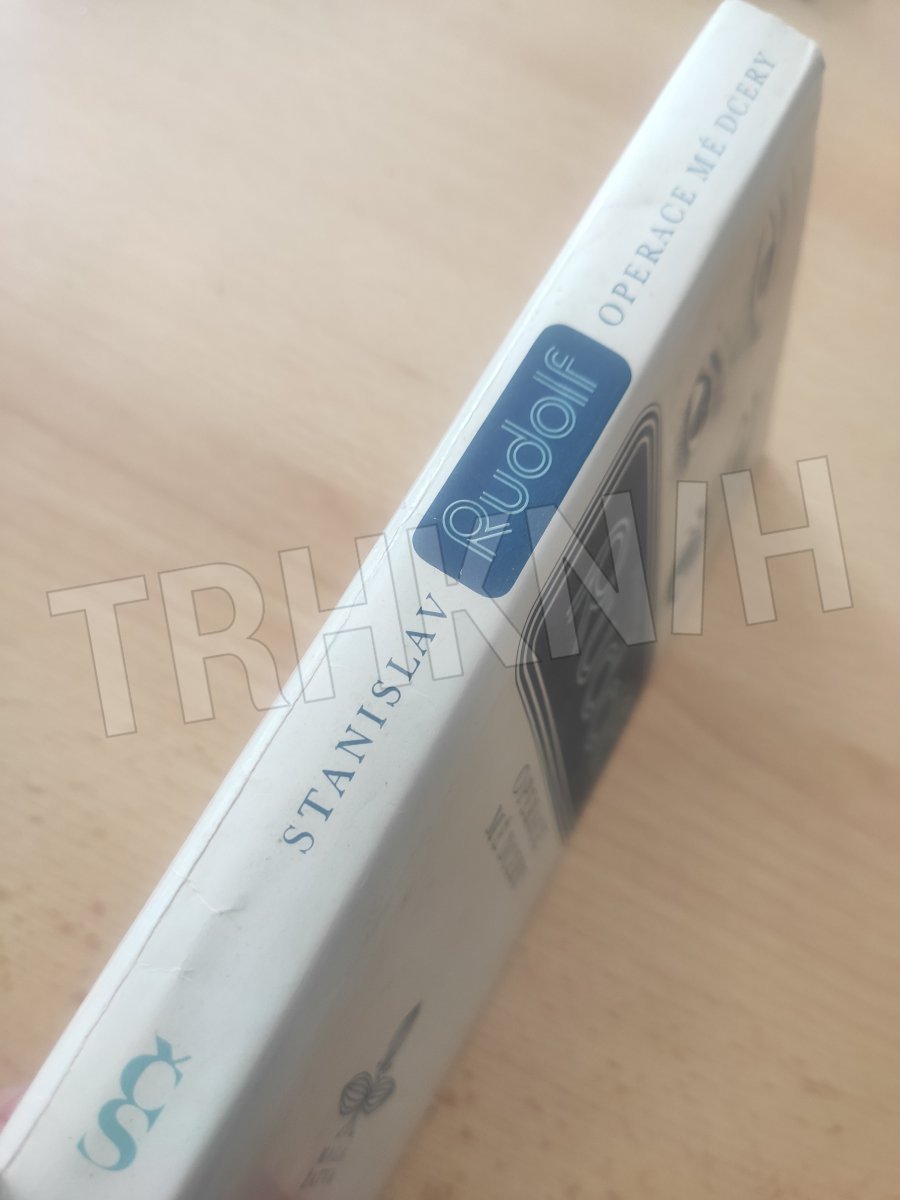 STANISLAV
Rudolf
OPERACE MÉ DCERY
TRHKNIH